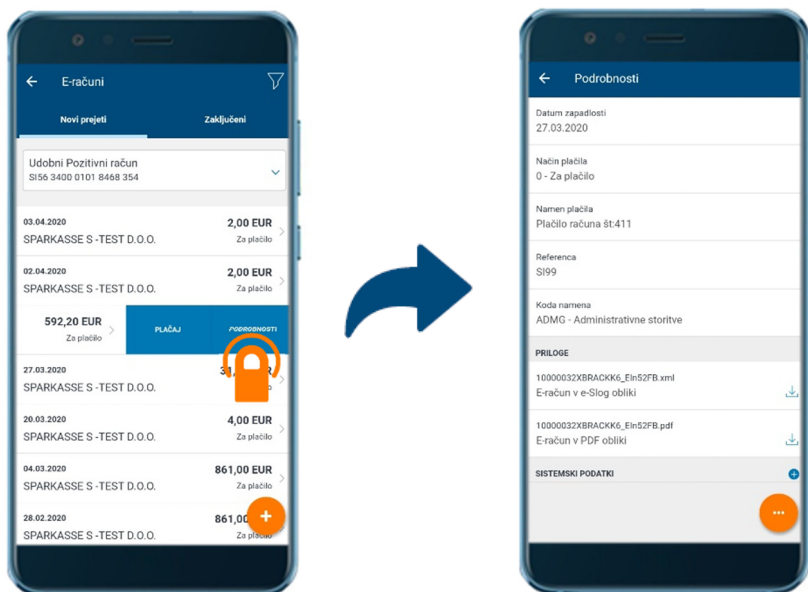 E-računi
Novi prejeti
Zaključeni
Udobni Pozitivni račun
SI56 3400 0101 8468 354
03.04.2020
2,00 EUR
SPARKASSE S -TEST D.O.O.
Za plačilo
02.04.2020
2,00 EUR
SPARKASSE S -TEST D.O.O.
Za plačilo
592,20 EUR
Za plačilo
PLAČAJ
PODROBNOSTI
27.03.2020
SPARKASSE S -TEST D.O.O.
20.03.2020
4,00 EUR
SPARKASSE S -TEST D.O.O.
Za plačilo
04.03.2020
861,00 EUR
SPARKASSE S -TEST D.O.O.
Za plačilo
28.02.2020
861,00
SPARKASSE S -TEST D.O.O.
Za plačilo
Podrobnosti
Datum zapadlosti
27.03.2020
Način plačila
0 - Za plačilo
Namen plačila
Plačilo računa št:411
Referenca
SI99
Koda namena
ADMG - Administrativne storitve
PRILOGE
10000032XBRACKK6_EIn52FB.xml
E-račun v e-Slog obliki
10000032XBRACKK6_EIn52FB.pdf
E-račun v PDF obliki
SISTEMSKI PODATKI